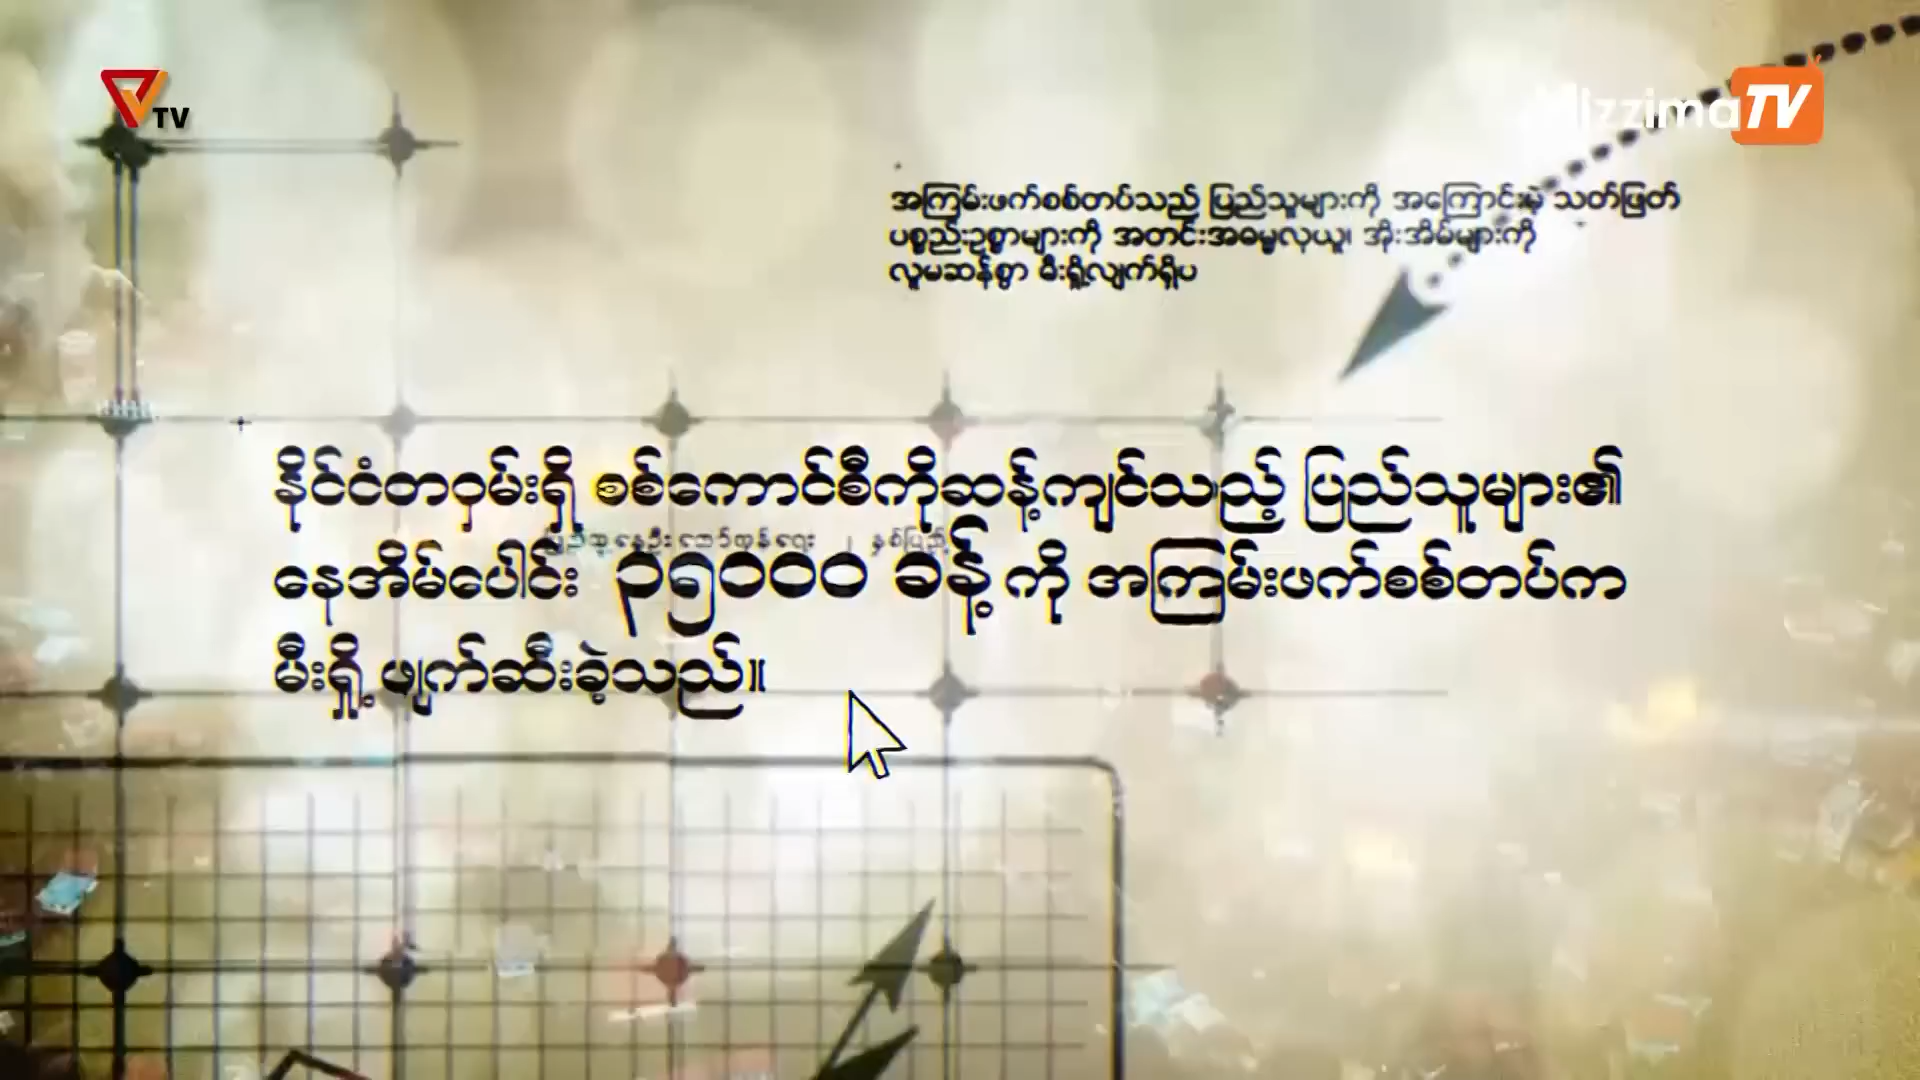 TV
MizzimaTV
အကြမ်းဖက်စစ်တပ်သည် ပြည်သူများကို အကြောင်းမဲ့ သတ်ဖြတ်
ပစ္စည်းဥစ္စာများကို အတင်းအဓမ္မလုယူ၊ အိုးအိမ်များကို
လူမဆန်စွာ မီးရှို့လျက်ရှိပ
နိုင်ငံတဝှမ်းရှိ စစ်ကောင်စီကိုဆန့်ကျင်သည့် ပြည်သူများ၏
နေအိမ်ပေါင်း ၃၅၀၀၀ ခန့် ကို အကြမ်းဖက်စစ်တပ်က
မီးရှို့ ဖျက်ဆီးခဲ့သည်။